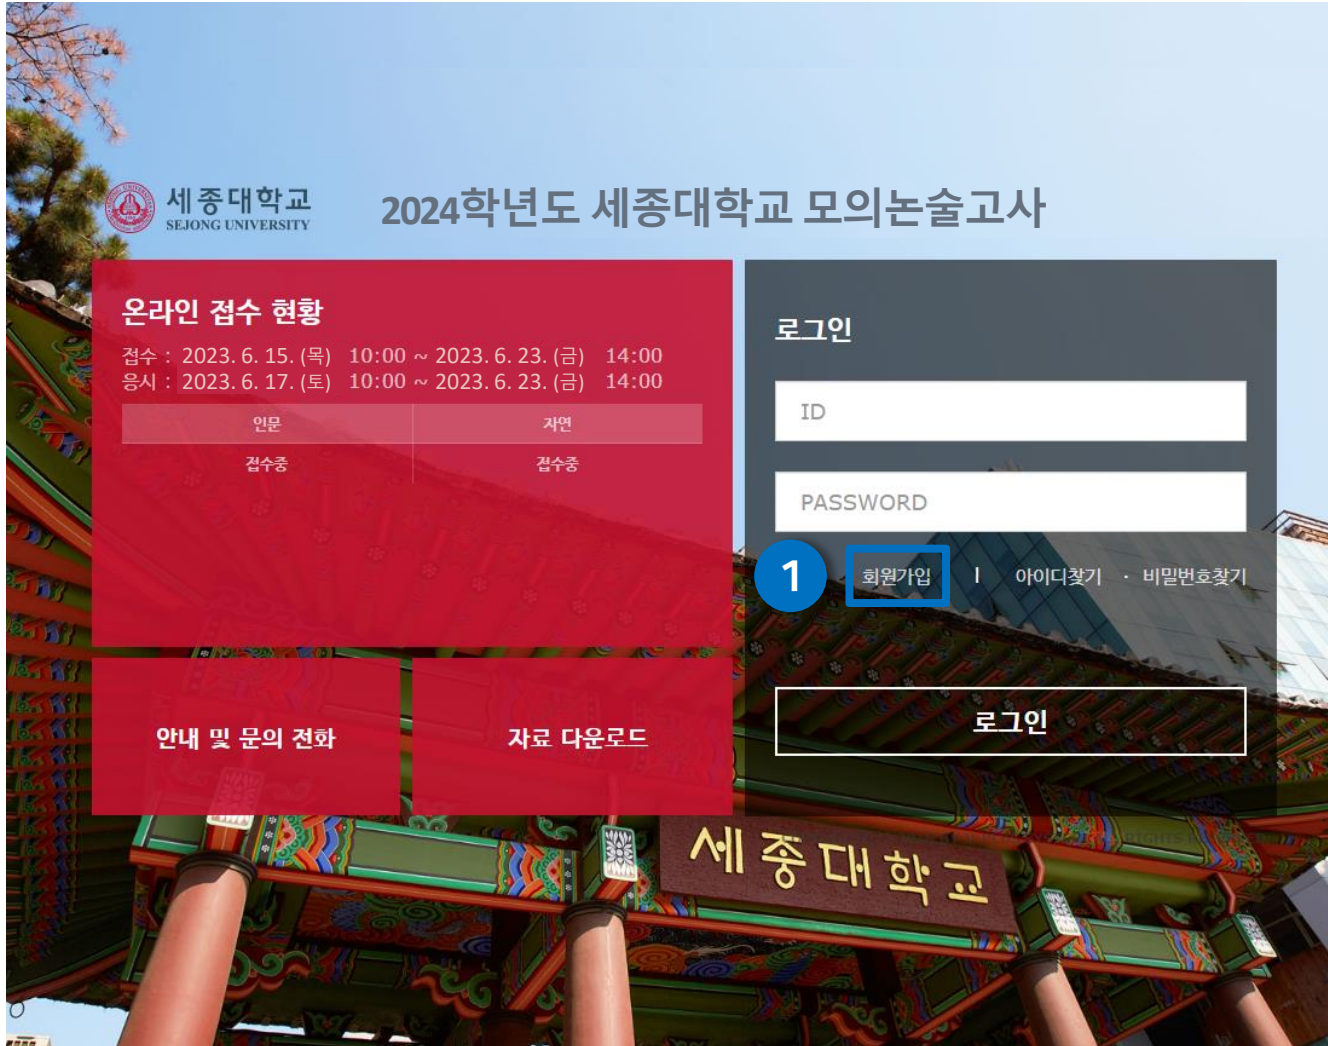 세종대학교
SEJONG UNIVERSITY
2024학년도 세종대학교 모의논술고사
온라인 접수 현황
접수 : 2023. 6. 15. (목) 10:00 ~ 2023. 6. 23. (금) 14:00
응시 : 2023. 6. 17. (토) 10:00 ~ 2023. 6. 23. (금) 14:00
인문 자연
접수중 접수중
안내 및 문의 전화
자료 다운로드
로그인
ID
PASSWORD
1 회원가입 | 아이디찾기 · 비밀번호찾기
로그인
세종대학교